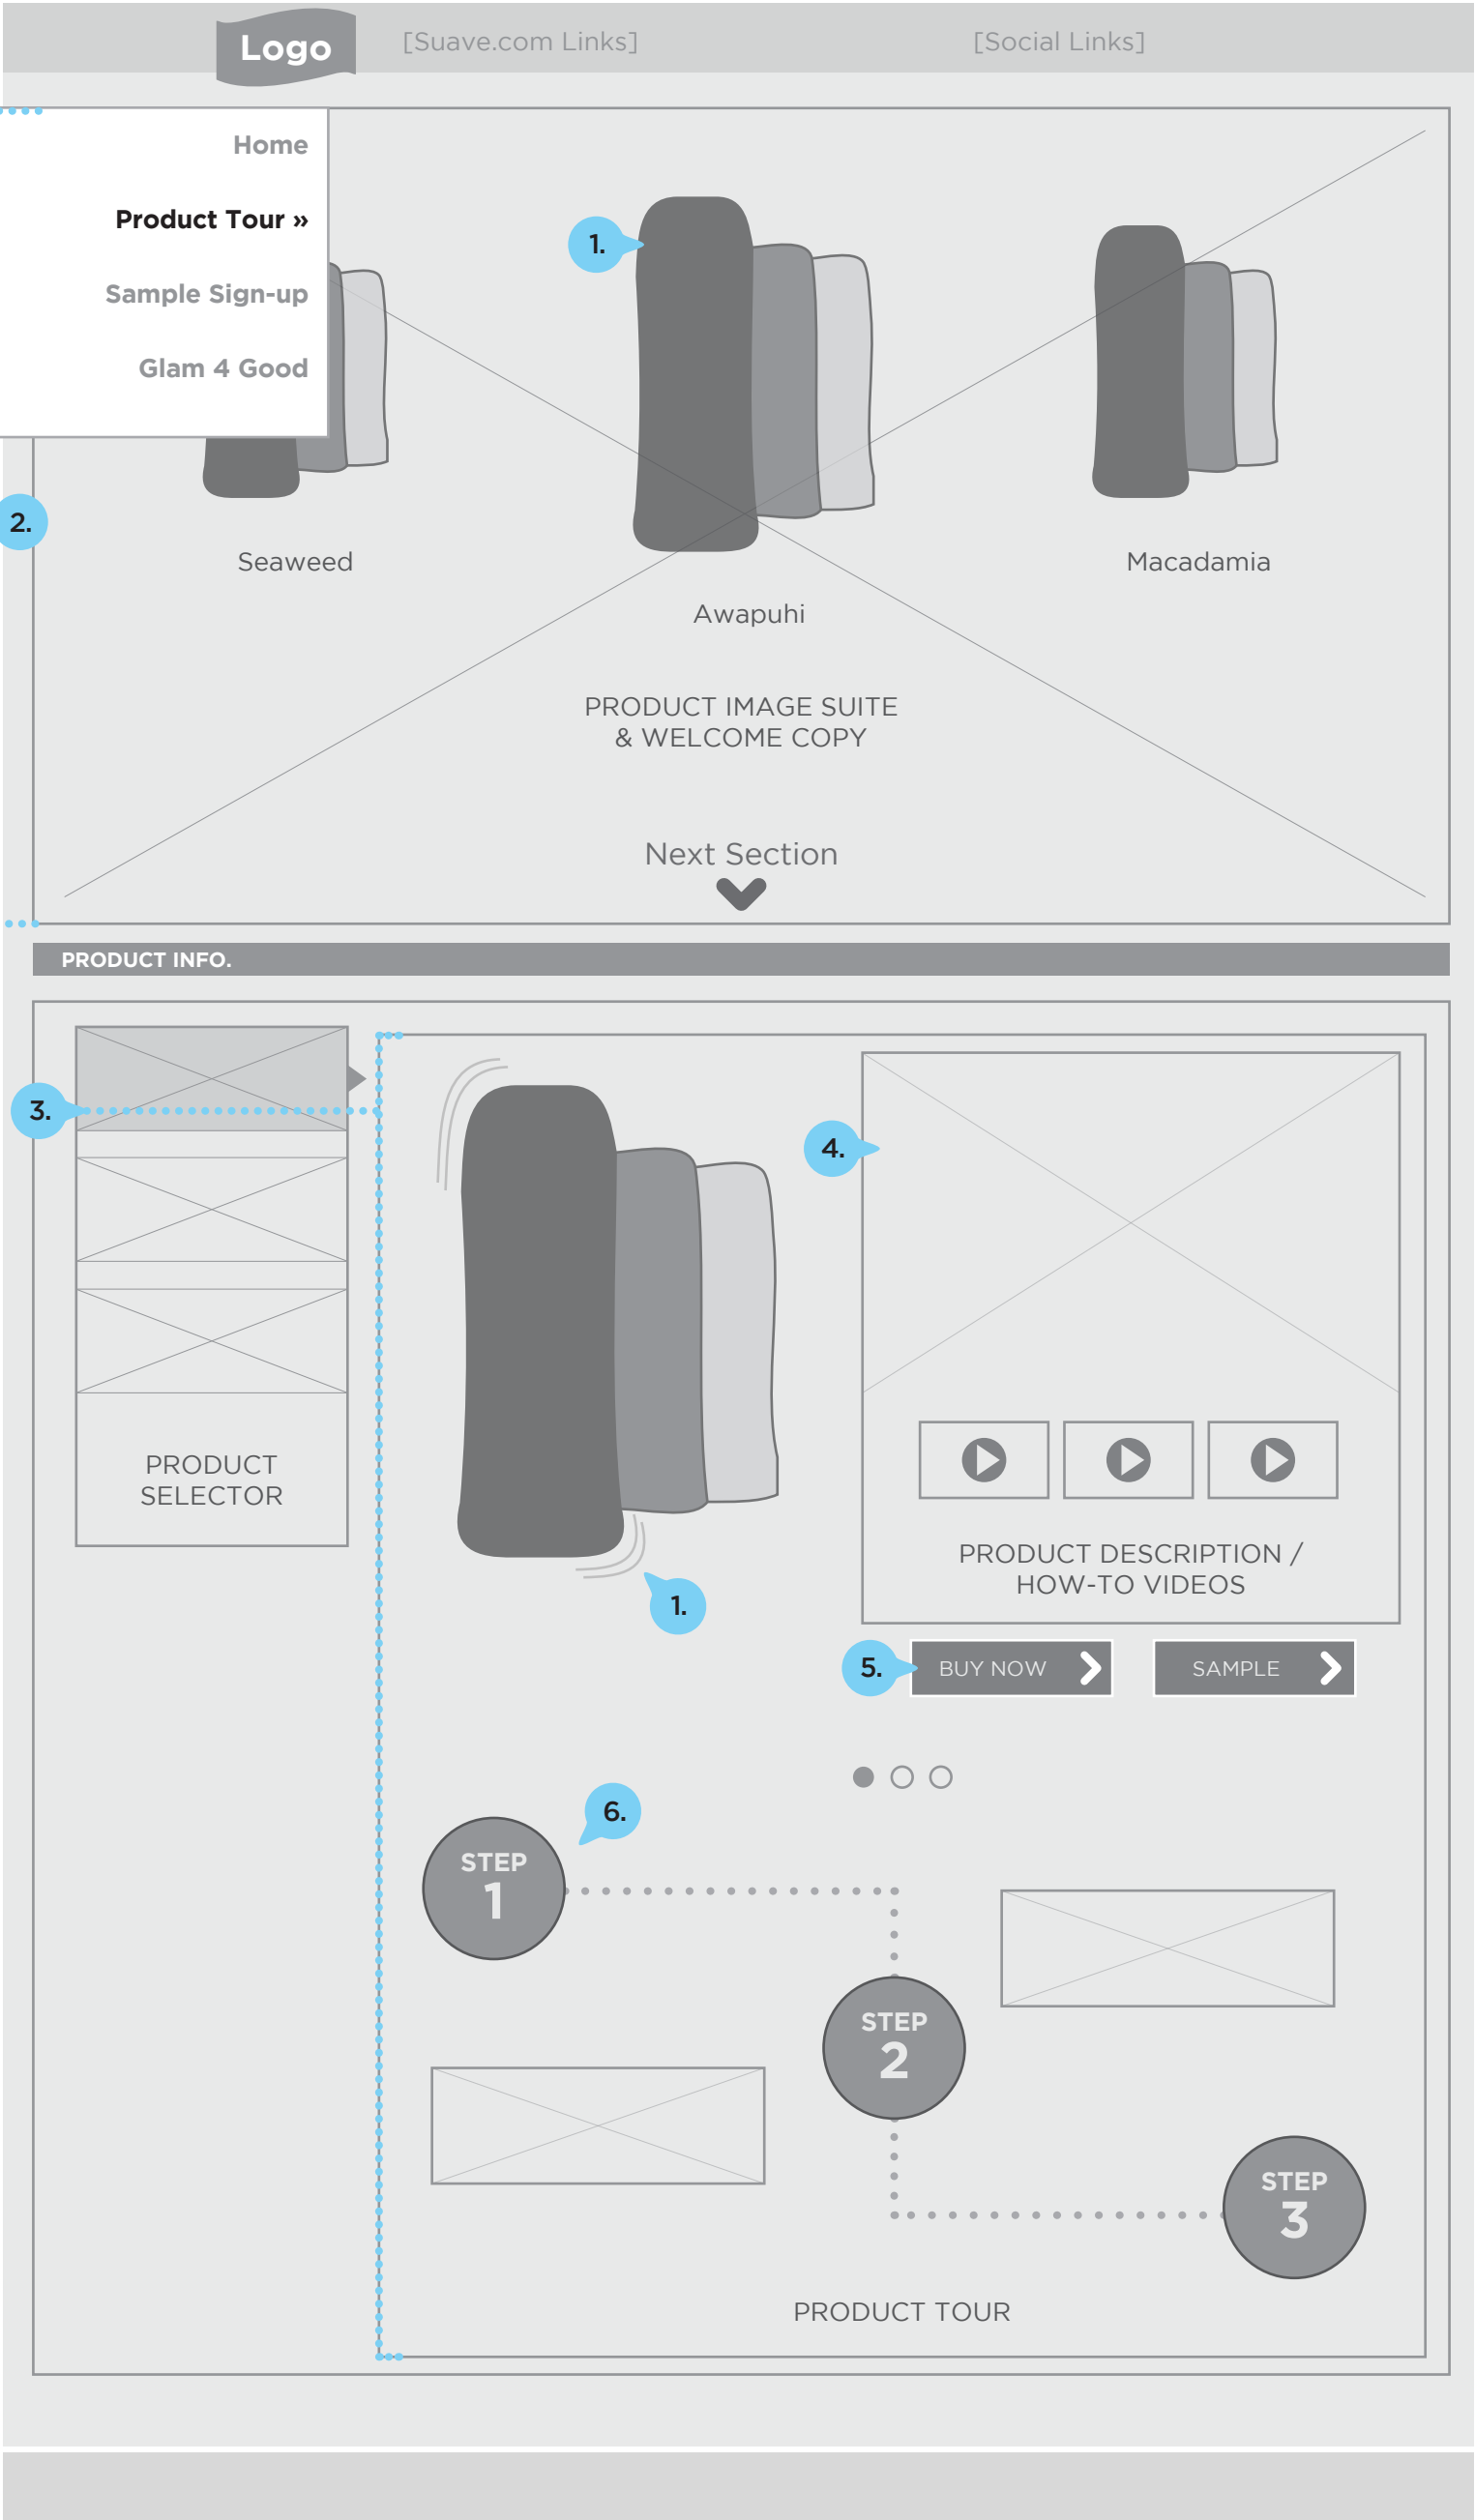 Logo
[Suave.com Links]
[Social Links]
Home
Product Tour »
Sample Sign-up
Glam 4 Good
1.
2.
Seaweed
Awapuhi
Macadamia
PRODUCT IMAGE SUITE
& WELCOME COPY
Next Section
PRODUCT INFO.
3.
PRODUCT
SELECTOR
1.
4.
PRODUCT DESCRIPTION /
HOW-TO VIDEOS
5.
BUY NOW
SAMPLE
6.
STEP
1
STEP
2
STEP
3
PRODUCT TOUR